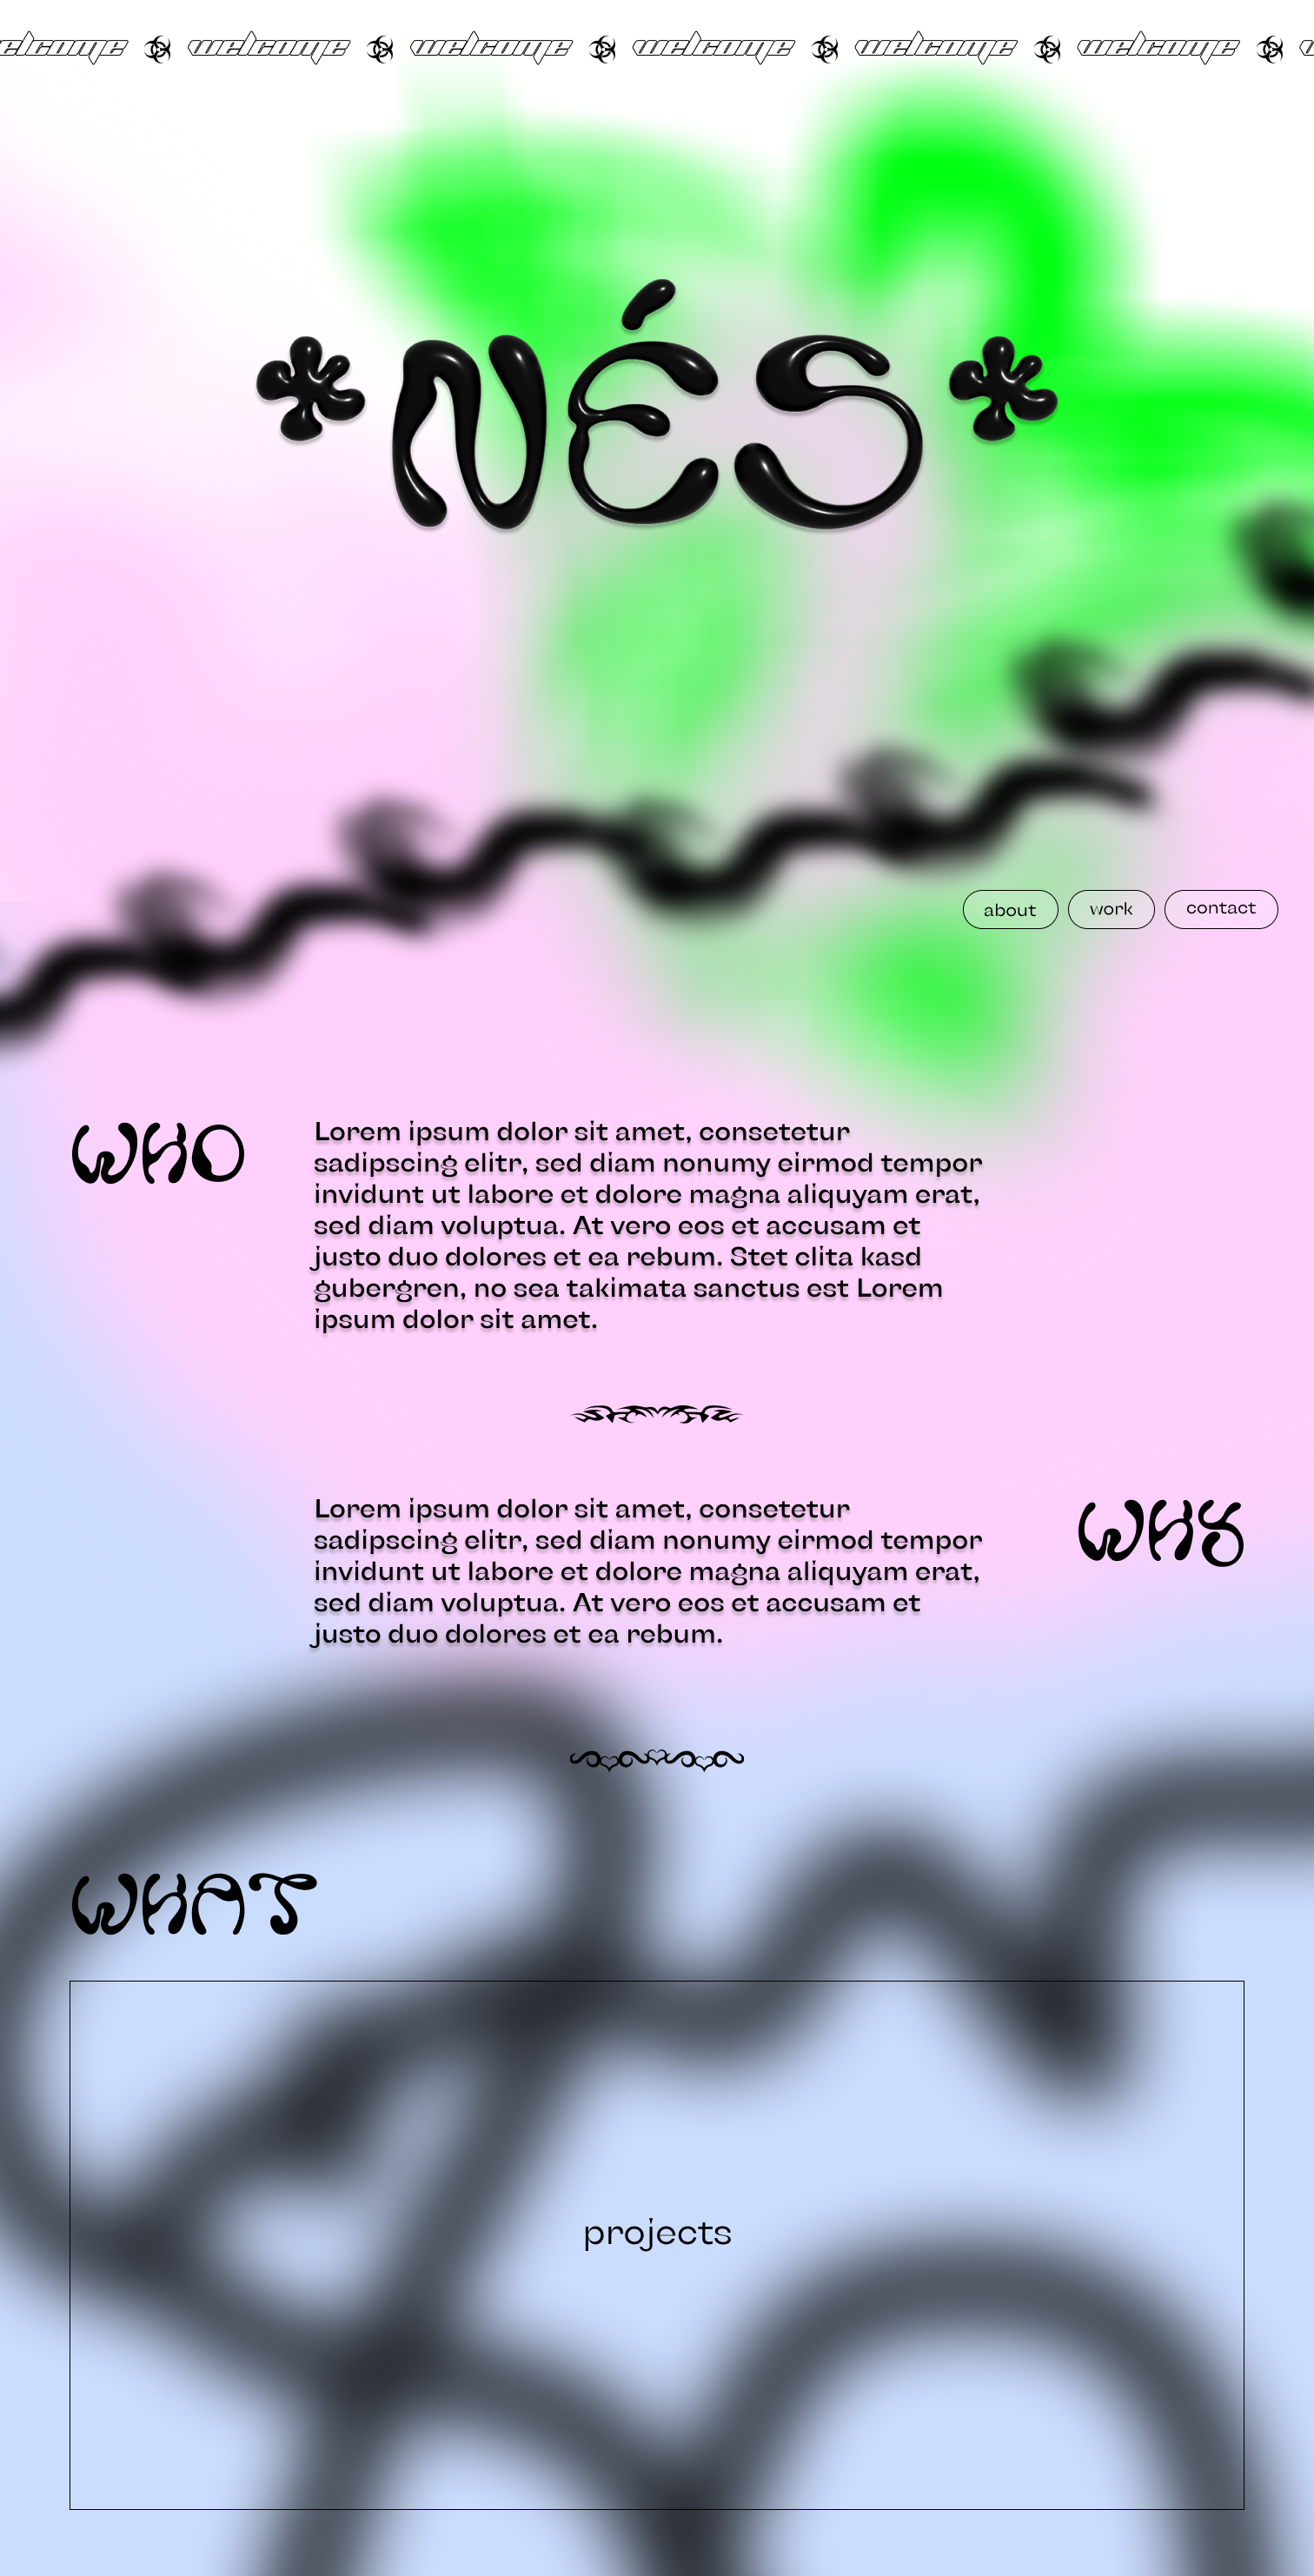 welcome welcome welcome welcome welcome welcome
*NÉS*
about work contact
WHO
Lorem ipsum dolor sit amet, consetetur
sadipscing elitr, sed diam nonumy eirmod tempor
invidunt ut labore et dolore magna aliquyam erat,
sed diam voluptua. At vero eos et accusam et
justo duo dolores et ea rebum. Stet clita kasd
gubergren, no sea takimata sanctus est Lorem
ipsum dolor sit amet.
Lorem ipsum dolor sit amet, consetetur
sadipscing elitr, sed diam nonumy eirmod tempor
invidunt ut labore et dolore magna aliquyam erat,
sed diam voluptua. At vero eos et accusam et
justo duo dolores et ea rebum.
WHY
WHAT
projects